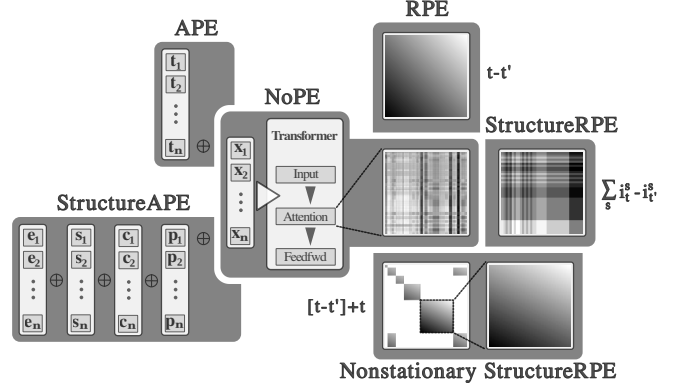 RPE
APE
t₁
t₂
⋮
tₙ
⊕
t-t'
NoPE
Transformer
x₁
x₂
⋮
xₙ
Input
Attention
Feedfwd
StructureRPE
∑ₛ iₜˢ - iₜ'ˢ
StructureAPE
e₁ s₁ c₁ p₁ ⊕
e₂ s₂ c₂ p₂
⋮ ⊕ ⋮ ⊕ ⋮ ⊕ ⋮
eₙ sₙ cₙ pₙ
[t-t']+t
Nonstationary StructureRPE